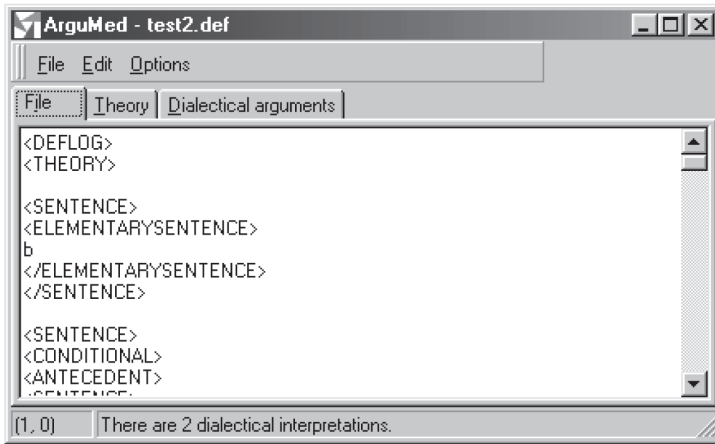 ArguMed - test2.def
File Edit Options
File Theory Dialectical arguments
<DEFLOG>
<THEORY>
<SENTENCE>
<ELEMENTARYSENTENCE>
b
</ELEMENTARYSENTENCE>
</SENTENCE>
<SENTENCE>
<CONDITIONAL>
<ANTECEDENT>
(1, 0) There are 2 dialectical interpretations.